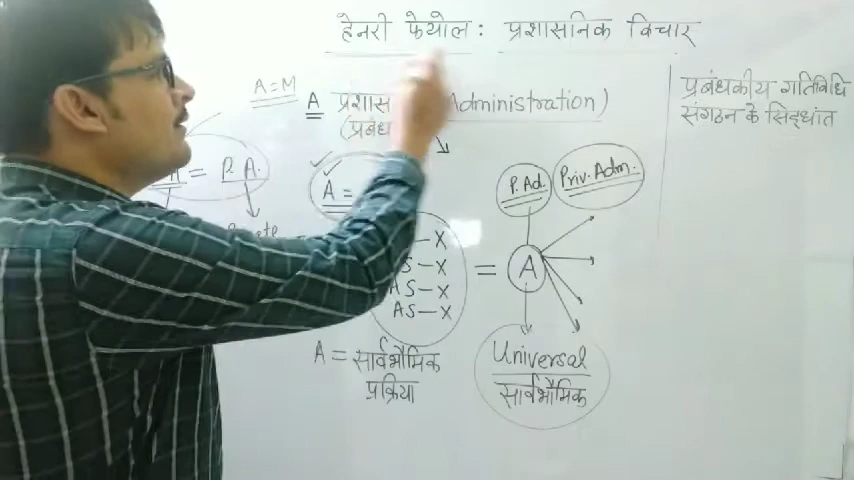 हेनरी फेयोल: प्रशासनिक विचार
A=M
A प्रशास Administration)
(प्रबंध
प्रबंधकीय गतिविधि
संगठन के सिद्धांत
= P. A.
A =
P. Ad.
Priv. Adm.
- X
S - X
AS - X
AS - X
= A
A = सार्वभौमिक
प्रक्रिया
Universal
सार्वभौमिक